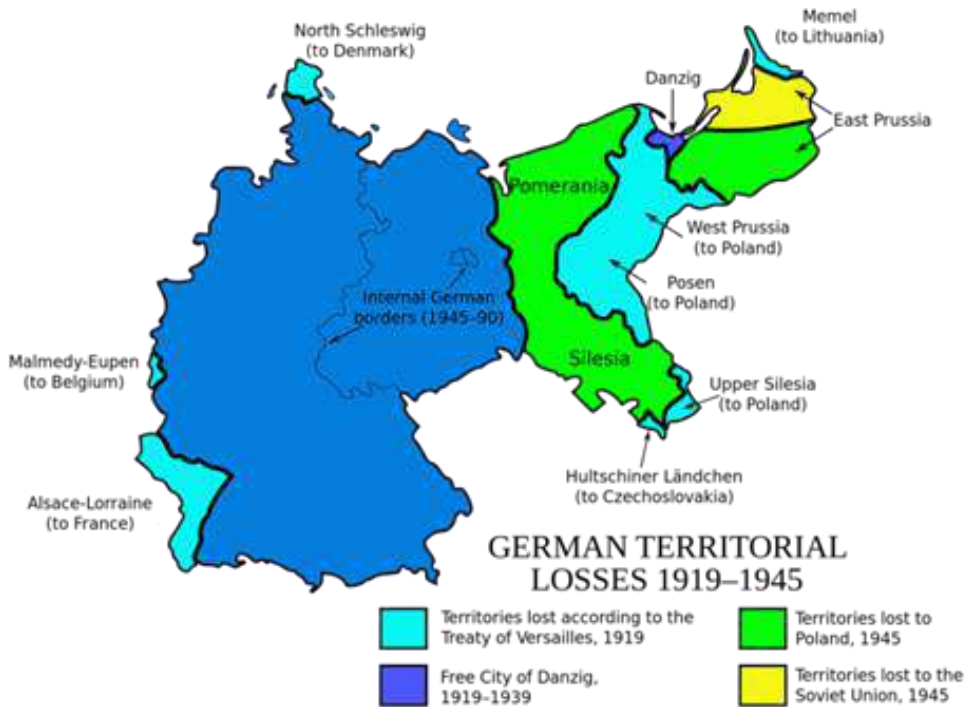 North Schleswig
(to Denmark)
Memel
(to Lithuania)
Danzig
East Prussia
Pomerania
West Prussia
(to Poland)
Posen
(to Poland)
Internal German
borders (1945-90)
Malmedy-Eupen
(to Belgium)
Silesia
Upper Silesia
(to Poland)
Hultschiner Ländchen
(to Czechoslovakia)
Alsace-Lorraine
(to France)
GERMAN TERRITORIAL
LOSSES 1919–1945
Territories lost according to the
Treaty of Versailles, 1919
Free City of Danzig,
1919–1939
Territories lost to
Poland, 1945
Territories lost to the
Soviet Union, 1945